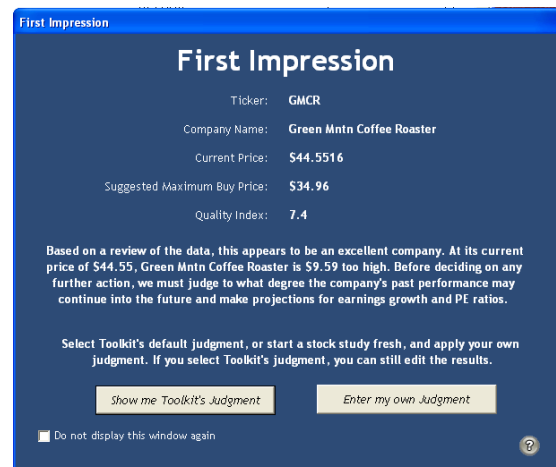 First Impression
First Impression
Ticker: GMCR
Company Name: Green Mntn Coffee Roaster
Current Price: $44.5516
Suggested Maximum Buy Price: $34.96
Quality Index: 7.4
Based on a review of the data, this appears to be an excellent company. At its current
price of $44.55, Green Mntn Coffee Roaster is $9.59 too high. Before deciding on any
further action, we must judge to what degree the company's past performance may
continue into the future and make projections for earnings growth and PE ratios.
Select Toolkit's default judgment, or start a stock study fresh, and apply your own
judgment. If you select Toolkit's judgment, you can still edit the results.
Show me Toolkit's Judgment Enter my own Judgment
Do not display this window again ?